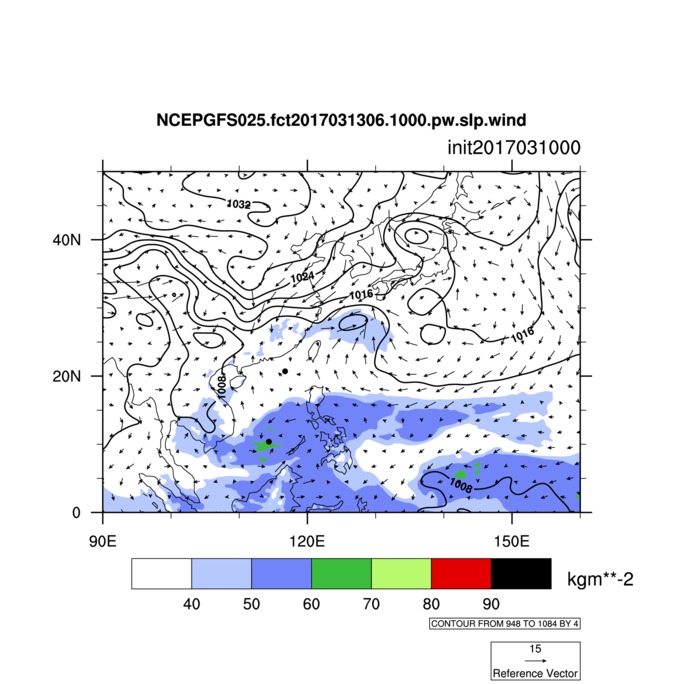 NCEPGFS025.fct2017031306.1000.pw.slp.wind
init2017031000
1032
40N
1024
1016
1016
20N
1008
1008
0
90E 120E 150E
kgm**-2
40 50 60 70 80 90
CONTOUR FROM 948 TO 1084 BY 4
15
Reference Vector